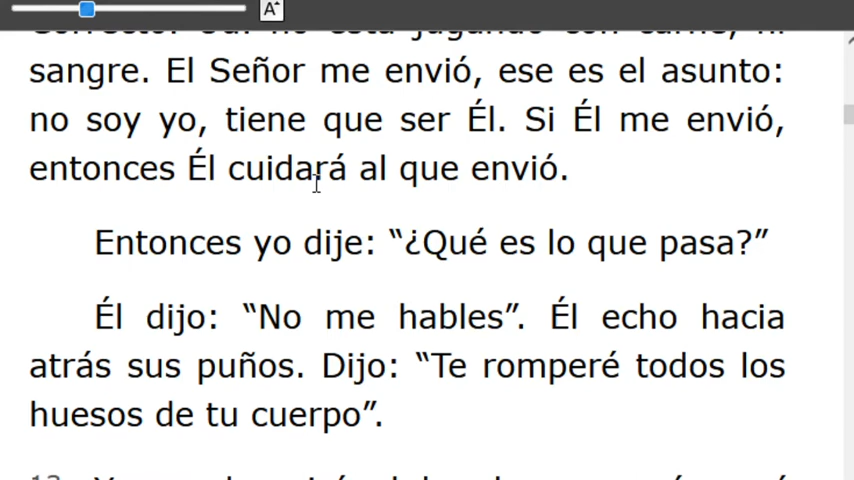 A
sangre. El Señor me envió, ese es el asunto:
no soy yo, tiene que ser Él. Si Él me envió,
entonces Él cuidará al que envió.
Entonces yo dije: “¿Qué es lo que pasa?”
Él dijo: “No me hables”. Él echo hacia
atrás sus puños. Dijo: “Te romperé todos los
huesos de tu cuerpo”.